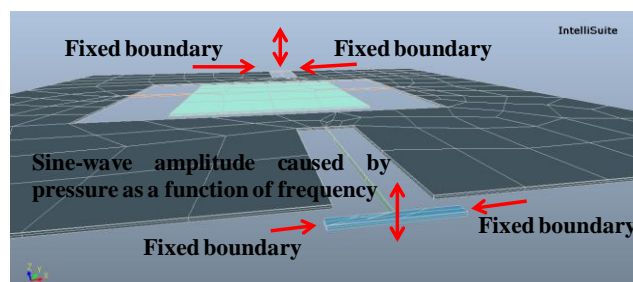 IntelliSuite
Fixed boundary
Fixed boundary
Sine-wave amplitude caused by
pressure as a function of frequency
Fixed boundary
Fixed boundary